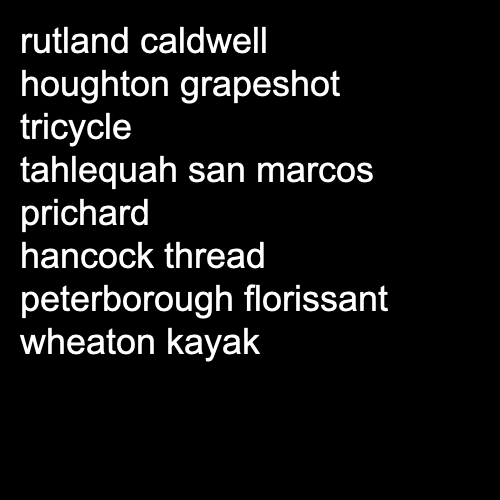 rutland caldwell
houghton grapeshot
tricycle
tahlequah san marcos
prichard
hancock thread
peterborough florissant
wheaton kayak